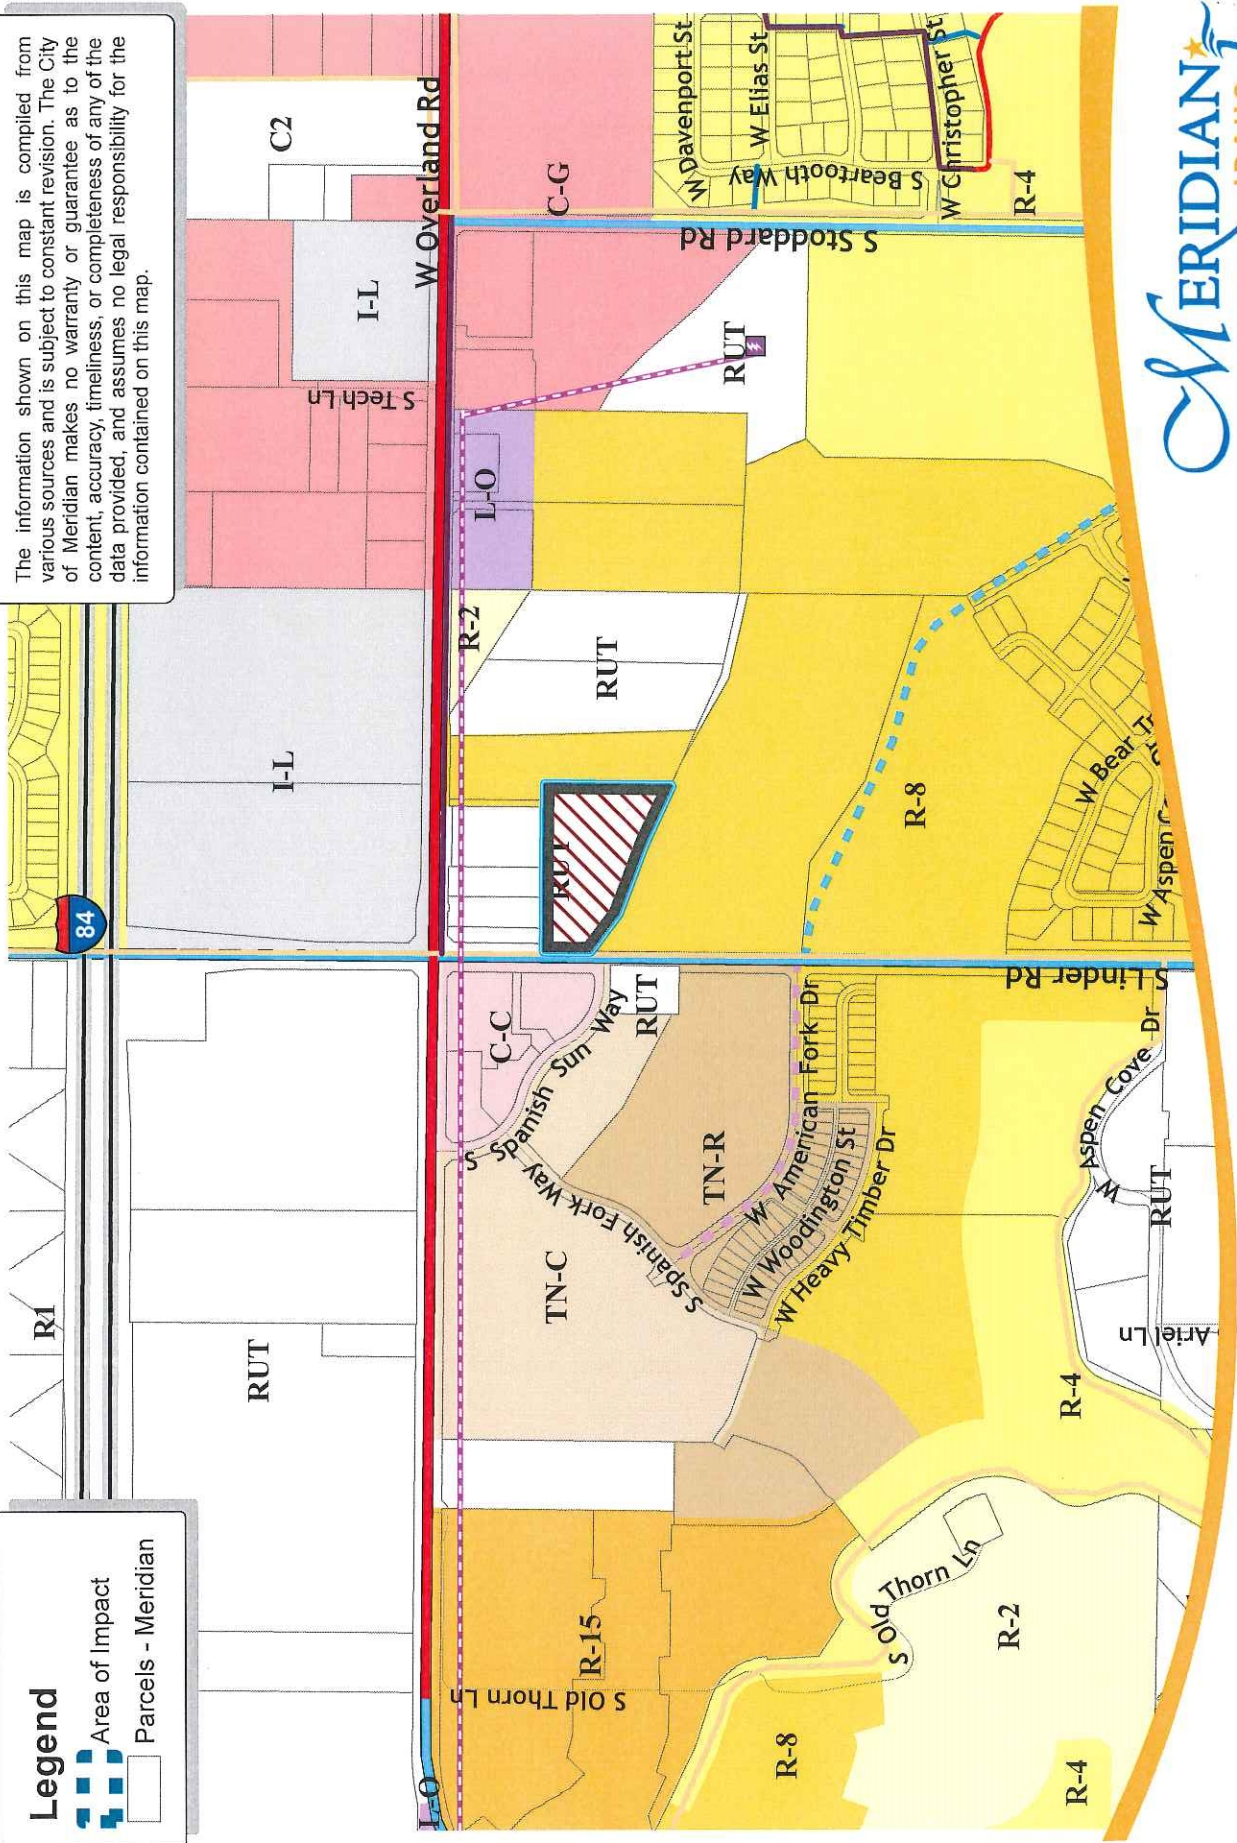 Legend
Area of Impact
Parcels - Meridian
The information shown on this map is compiled from
various sources and is subject to constant revision. The City
of Meridian makes no warranty or guarantee as to the
content, accuracy, timeliness, or completeness of any of the
data provided, and assumes no legal responsibility for the
information contained on this map.
R1
84
RUT
I-L
S Tech Ln
I-L
C2
W Overland Rd
L-O
S Old Thorn Ln
R-15
TN-C
S Spanish Sun Way
C-C
RUT
S Spanish Fork Way
TN-R
RUT
R-2
RUT
L-O
RUT
C-G
S Stoddard Rd
W Davenport St
W Elias St
S Beartooth Way
W Christopher St
R-4
W American Fork Dr
W Woodington St
W Heavy Timber Dr
S Spanish Fork Way
R-8
S Old Thorn Ln
R-2
R-4
R-4
S Linder Rd
W Aspen Cove Dr
RUT
Ariel Ln
R-8
W Bear
W Aspen
MERIDIAN